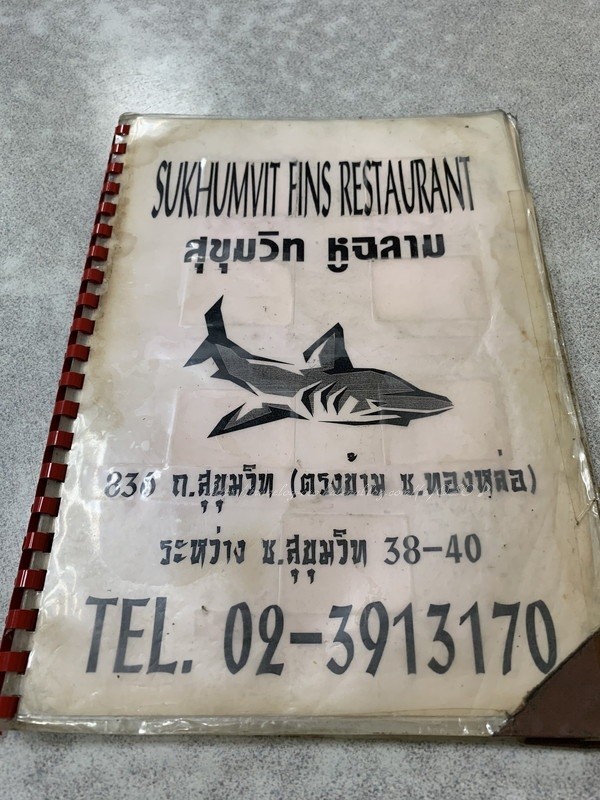 SUKHUMVIT FINS RESTAURANT
สุขุมวิท หูฉลาม
836 ถ.สุขุมวิท (ตรงข้าม ซ.ทองหล่อ)
ระหว่าง ซ.สุขุมวิท 38-40
TEL. 02-3913170